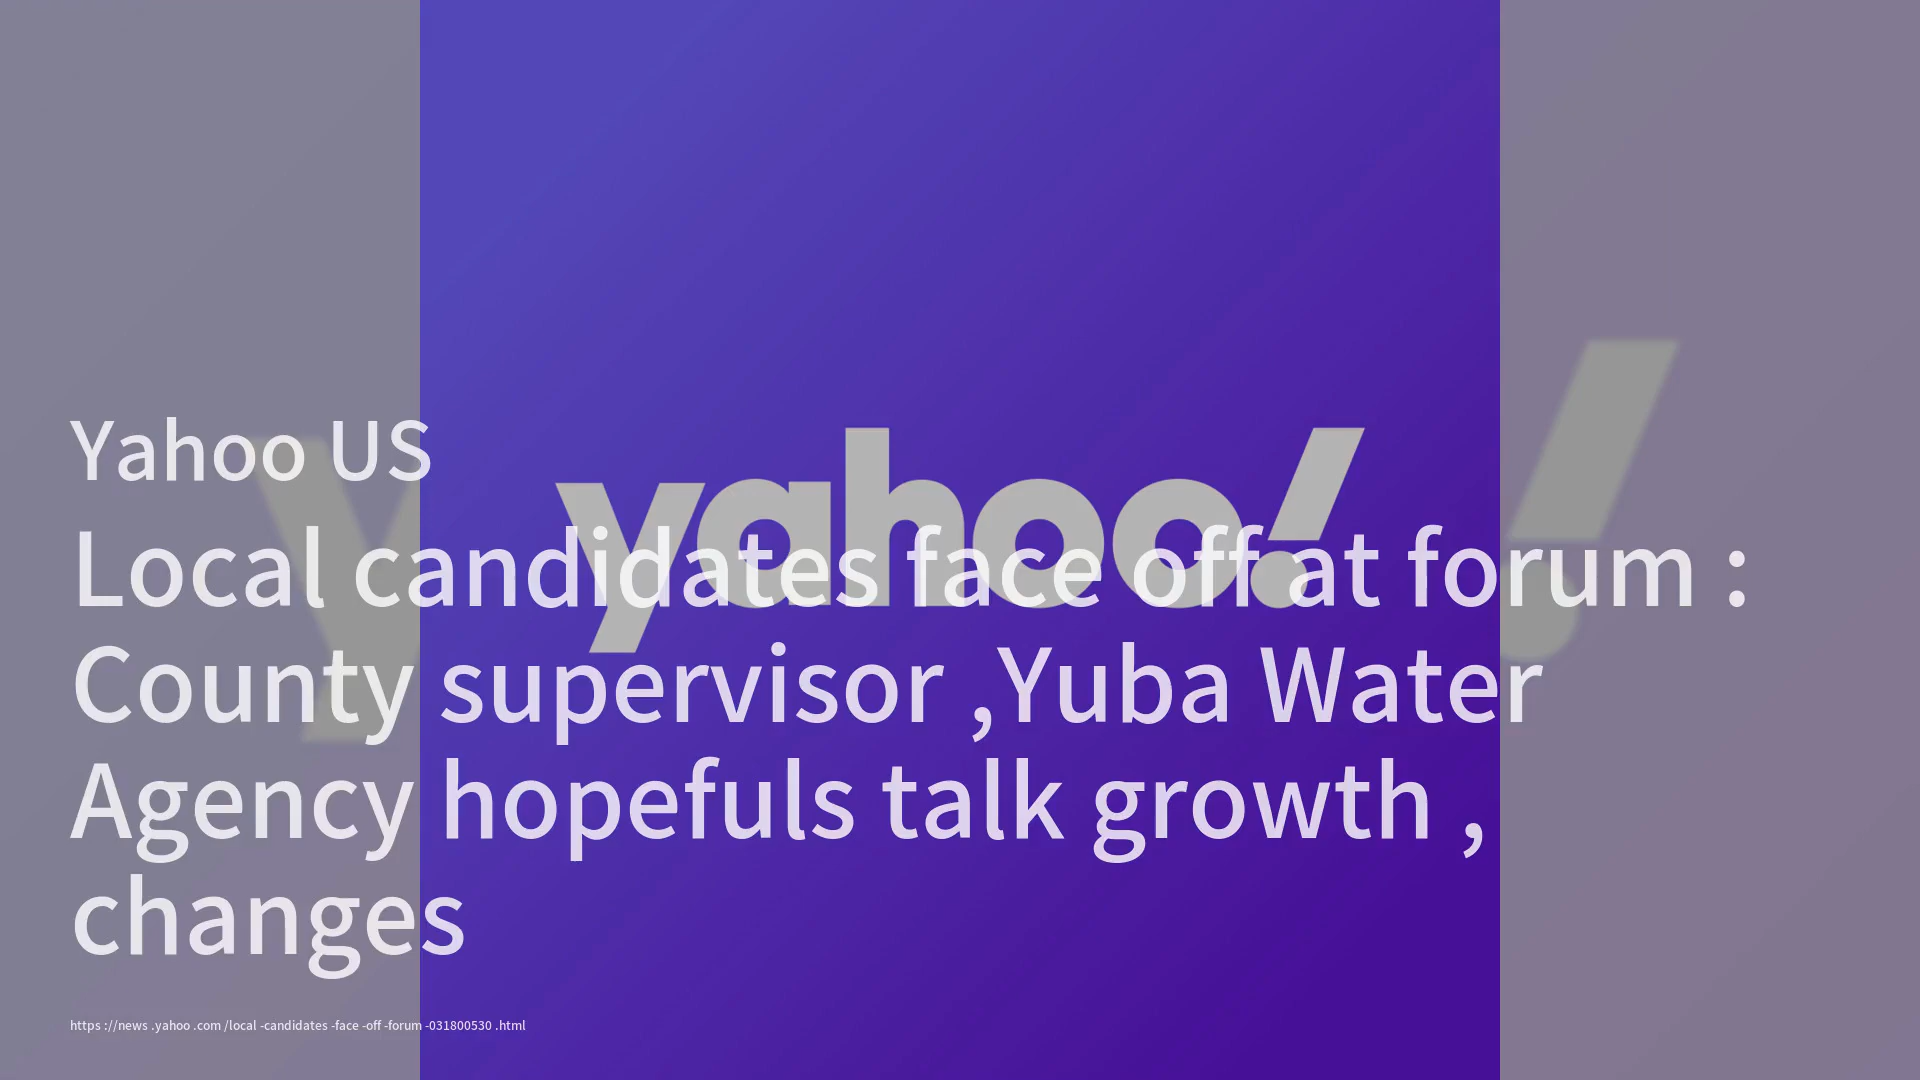 Yahoo US
yahoo!
Local candidates face off at forum :
County supervisor ,Yuba Water
Agency hopefuls talk growth ,
changes
https ://news .yahoo .com /local -candidates -face -off -forum -031800530 .html